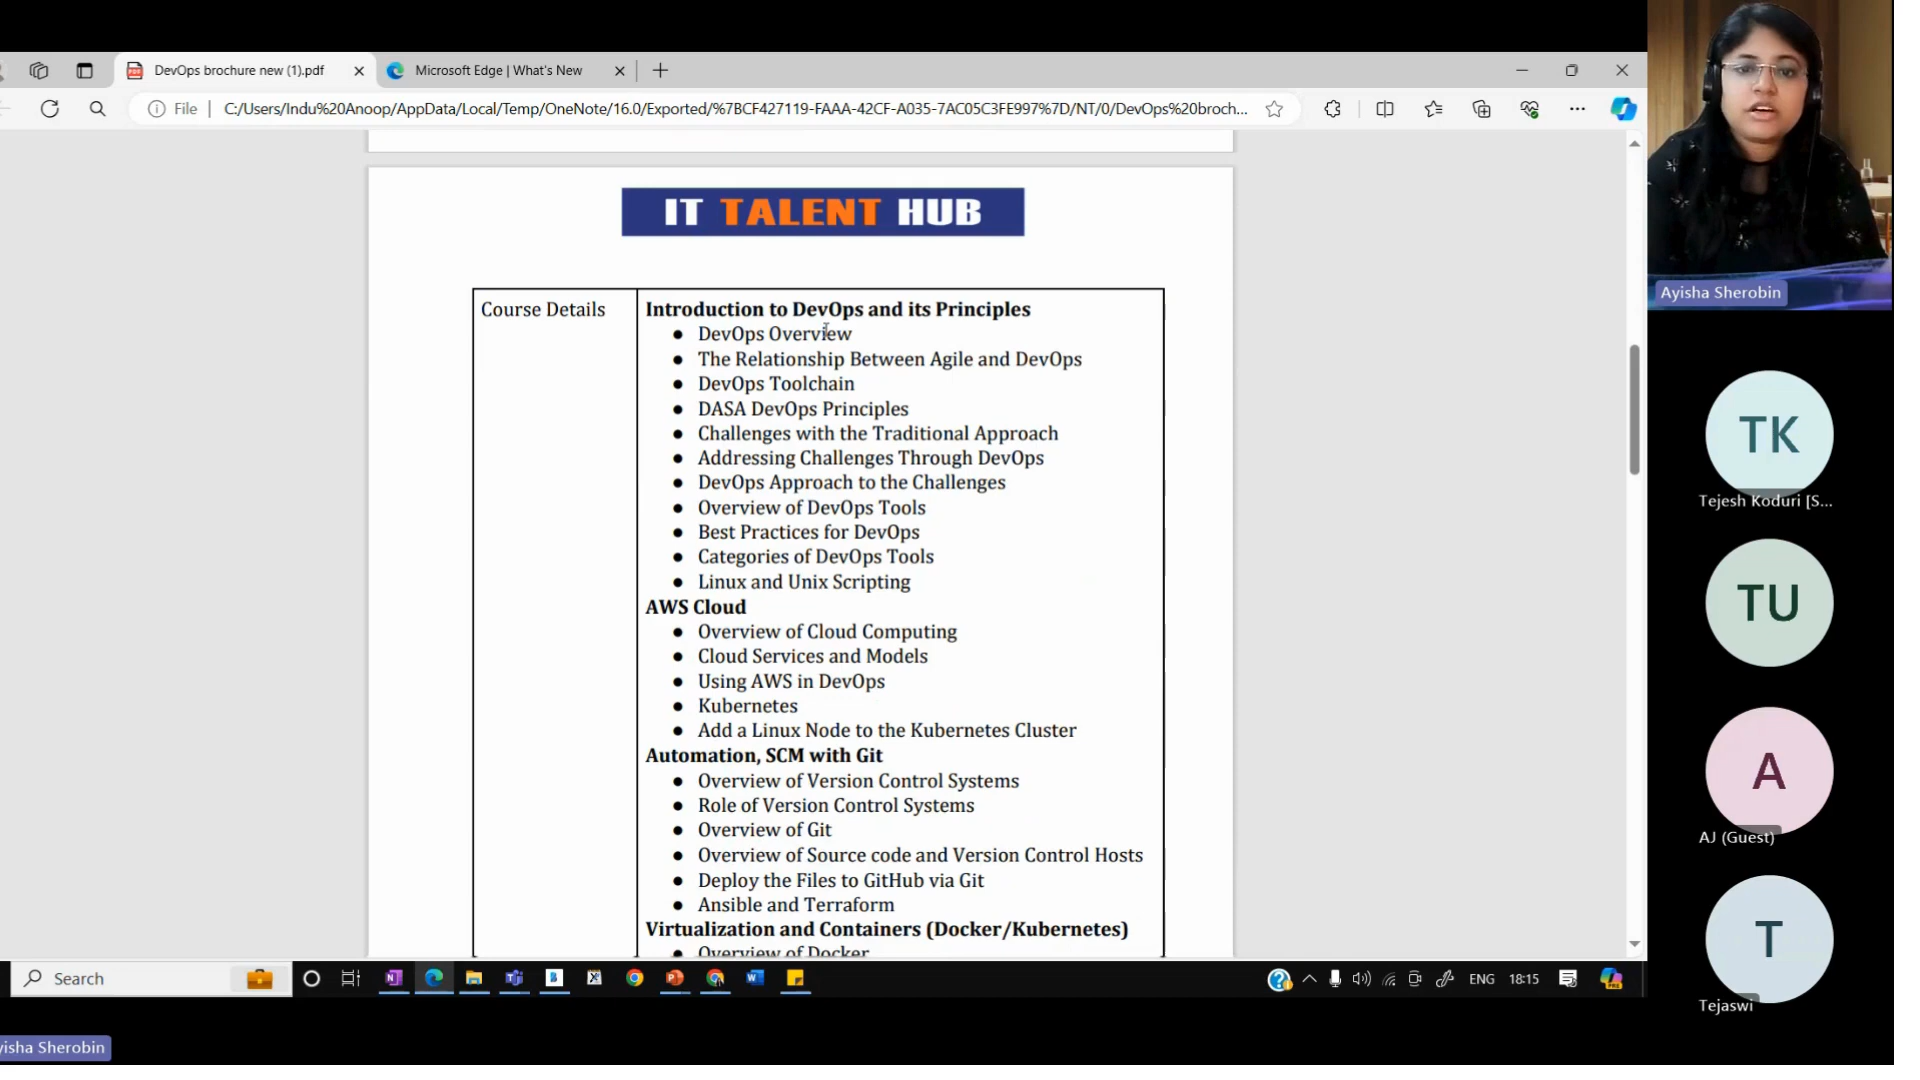 DevOps brochure new (1).pdf
Microsoft Edge | What's New
File
C:/Users/Indu%20Anoop/AppData/Local/Temp/OneNote/16.0/Exported/%7BCF427119-FAAA-42CF-A035-7AC05C3FE997%7D/NT/0/DevOps%20broch...
IT TALENT HUB
Course Details
Introduction to DevOps and its Principles
● DevOps Overview
● The Relationship Between Agile and DevOps
● DevOps Toolchain
● DASA DevOps Principles
● Challenges with the Traditional Approach
● Addressing Challenges Through DevOps
● DevOps Approach to the Challenges
● Overview of DevOps Tools
● Best Practices for DevOps
● Categories of DevOps Tools
● Linux and Unix Scripting
AWS Cloud
● Overview of Cloud Computing
● Cloud Services and Models
● Using AWS in DevOps
● Kubernetes
● Add a Linux Node to the Kubernetes Cluster
Automation, SCM with Git
● Overview of Version Control Systems
● Role of Version Control Systems
● Overview of Git
● Overview of Source code and Version Control Hosts
● Deploy the Files to GitHub via Git
● Ansible and Terraform
Virtualization and Containers (Docker/Kubernetes)
● Overview of Docker
Search
ENG
18:15
Ayisha Sherobin
TK
Tejesh Koduri [S...
TU
A
AJ (Guest)
T
Tejaswi
yisha Sherobin